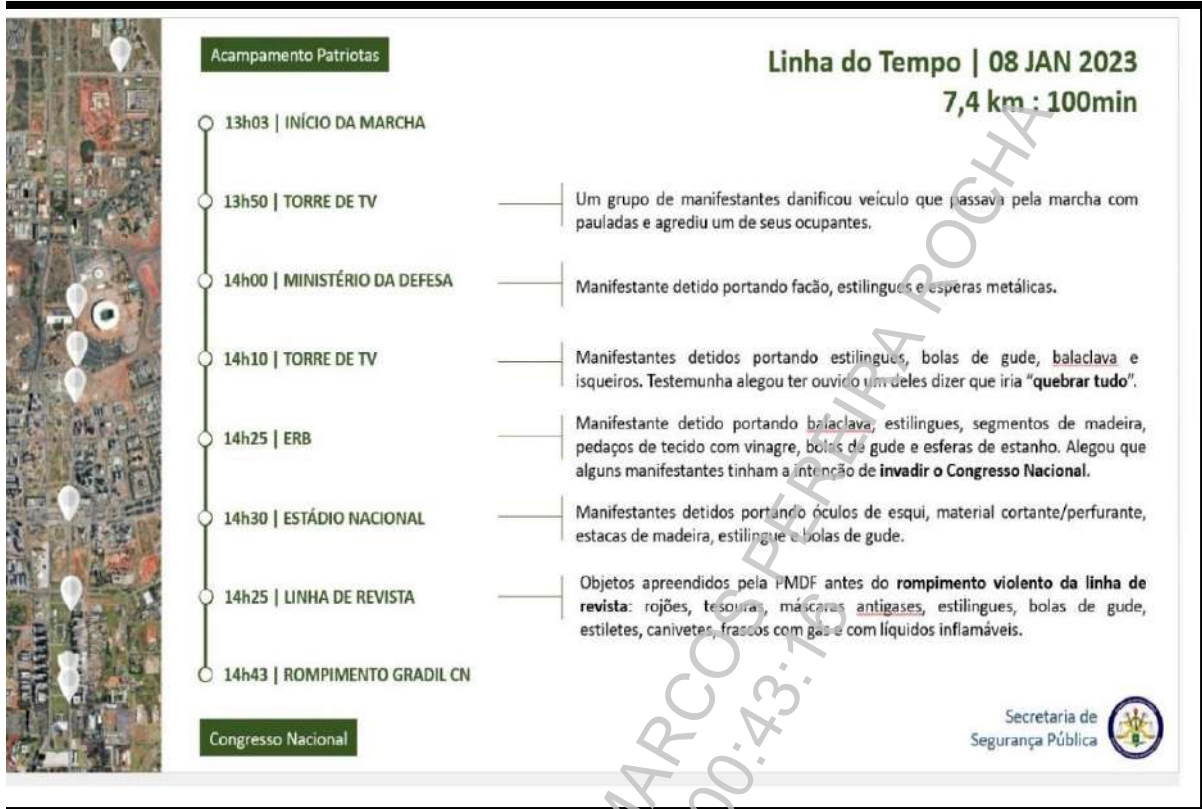 Acampamento Patriotas
Linha do Tempo | 08 JAN 2023
7,4 km : 100min
13h03 | INÍCIO DA MARCHA
13h50 | TORRE DE TV
Um grupo de manifestantes danificou veículo que passava pela marcha com
pauladas e agrediu um de seus ocupantes.
14h00 | MINISTÉRIO DA DEFESA
Manifestante detido portando facão, estilingues e esperas metálicas.
14h10 | TORRE DE TV
Manifestantes detidos portando estilingues, bolas de gude, balaclava e
isqueiros. Testemunha alegou ter ouvido um deles dizer que iria “quebrar tudo”.
14h25 | ERB
Manifestante detido portando balaclava, estilingues, segmentos de madeira,
pedaços de tecido com vinagre, bolas de gude e esferas de estanho. Alegou que
alguns manifestantes tinham a intenção de invadir o Congresso Nacional.
14h30 | ESTÁDIO NACIONAL
Manifestantes detidos portando óculos de esqui, material cortante/perfurante,
estacas de madeira, estilingue e bolas de gude.
14h25 | LINHA DE REVISTA
Objetos apreendidos pela PMDF antes do rompimento violento da linha de
revista: rojões, tesouras, máscaras antigases, estilingues, bolas de gude,
estiletes, canivetes, frascos com gás e com líquidos inflamáveis.
14h43 | ROMPIMENTO GRADIL CN
Congresso Nacional
Secretaria de
Segurança Pública
MARCOS PEREIRA ROCHA
00:43:16